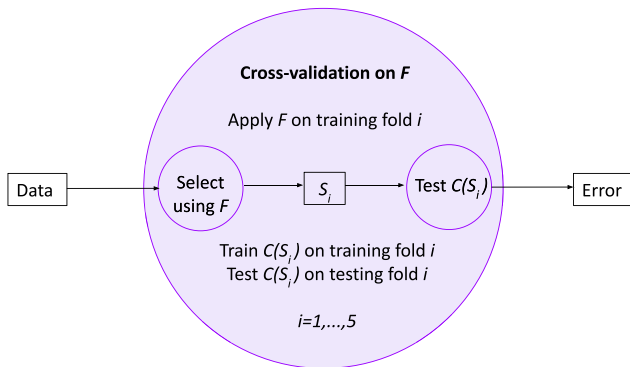 Cross-validation on F
Apply F on training fold i
Data
Select
using F
Si
Test C(Si)
Error
Train C(Si) on training fold i
Test C(Si) on testing fold i
i=1,...,5